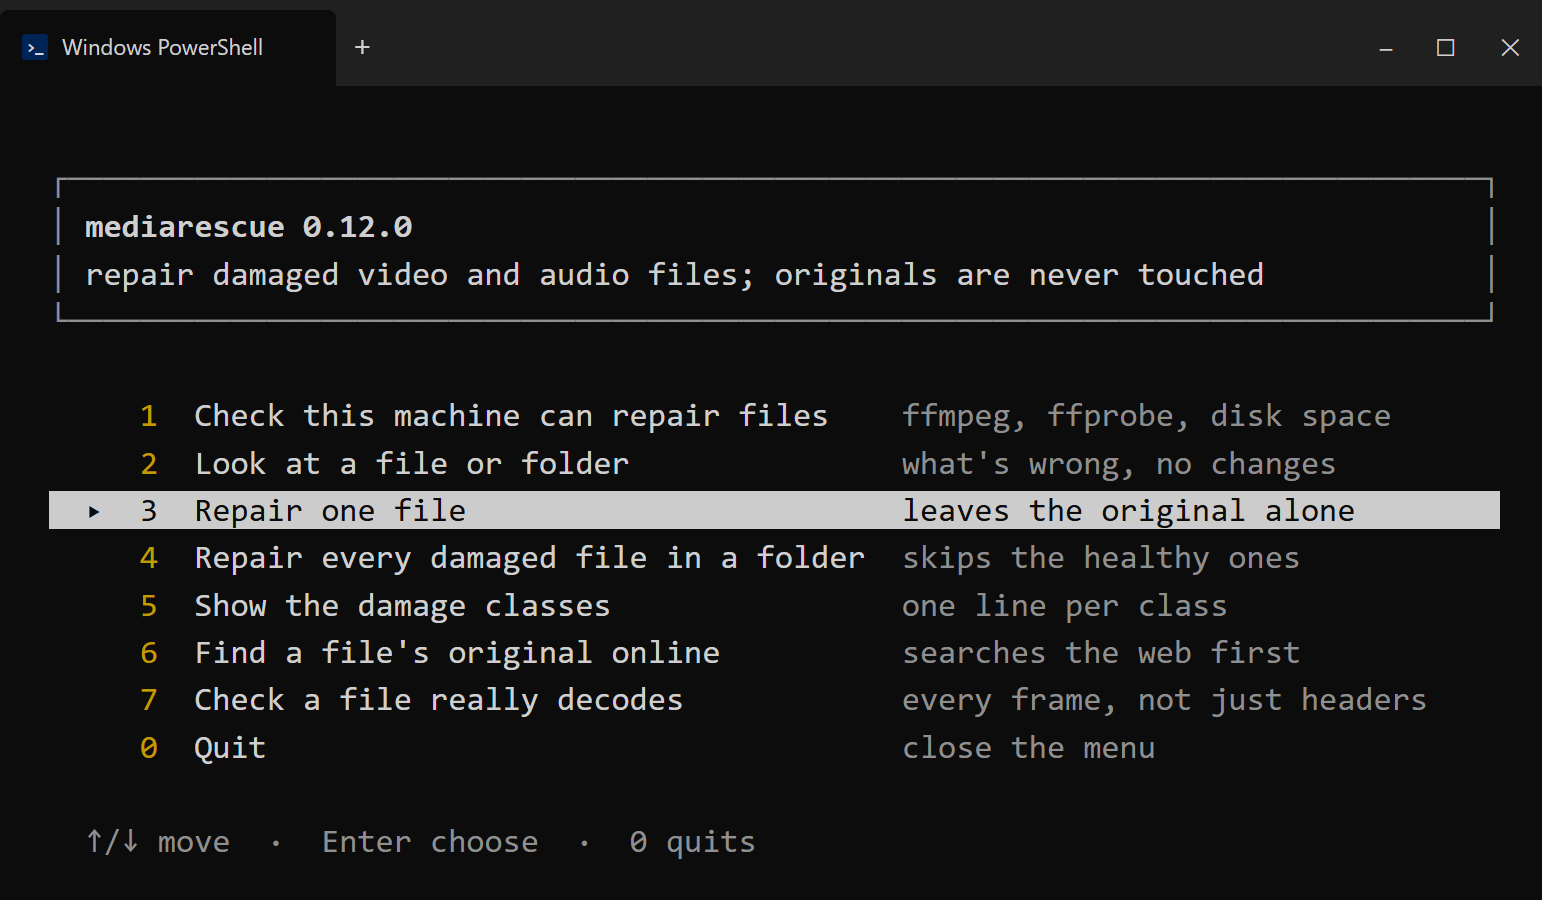 Windows PowerShell
mediarescue 0.12.0
repair damaged video and audio files; originals are never touched
1 Check this machine can repair files ffmpeg, ffprobe, disk space
2 Look at a file or folder what's wrong, no changes
▸ 3 Repair one file leaves the original alone
4 Repair every damaged file in a folder skips the healthy ones
5 Show the damage classes one line per class
6 Find a file's original online searches the web first
7 Check a file really decodes every frame, not just headers
0 Quit close the menu
↑/↓ move · Enter choose · 0 quits